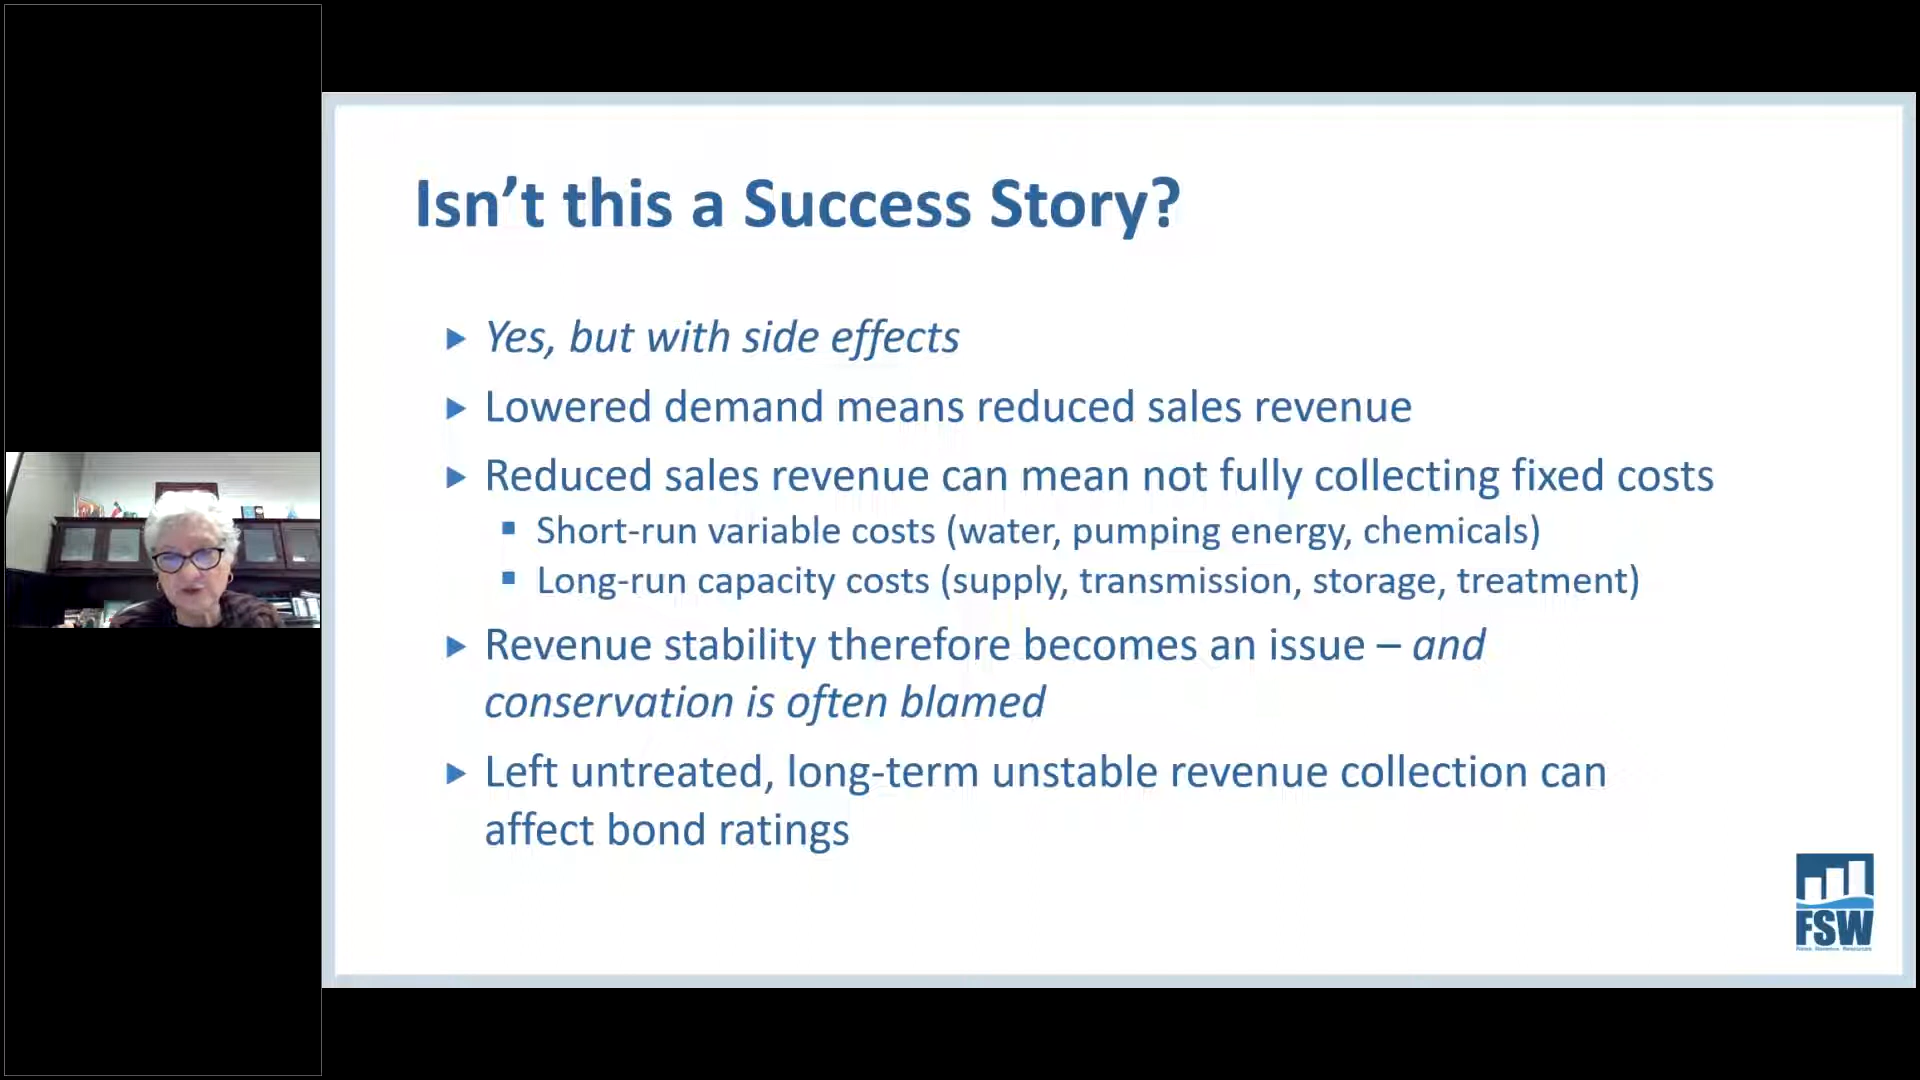 Isn’t this a Success Story?
Yes, but with side effects
Lowered demand means reduced sales revenue
Reduced sales revenue can mean not fully collecting fixed costs
Short-run variable costs (water, pumping energy, chemicals)
Long-run capacity costs (supply, transmission, storage, treatment)
Revenue stability therefore becomes an issue – and
conservation is often blamed
Left untreated, long-term unstable revenue collection can
affect bond ratings
FSW